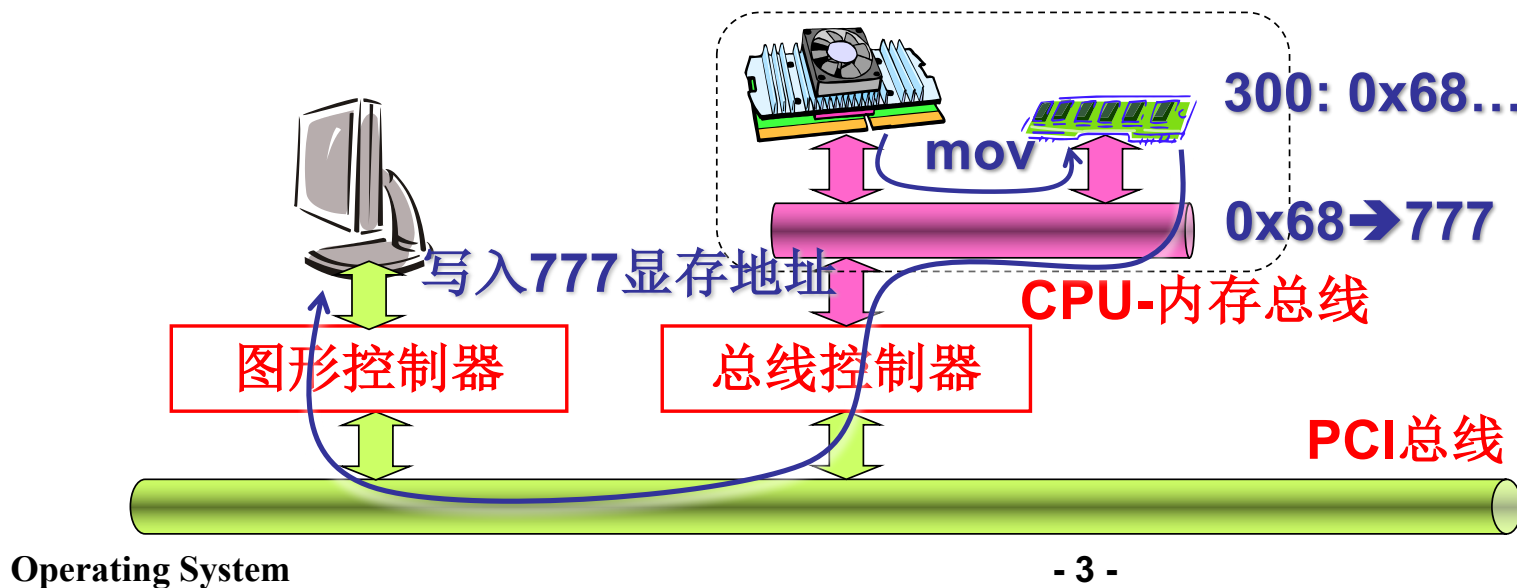 300: 0x68…
mov
0x68➔777
写入777显存地址
CPU-内存总线
图形控制器
总线控制器
PCI总线
Operating System
- 3 -